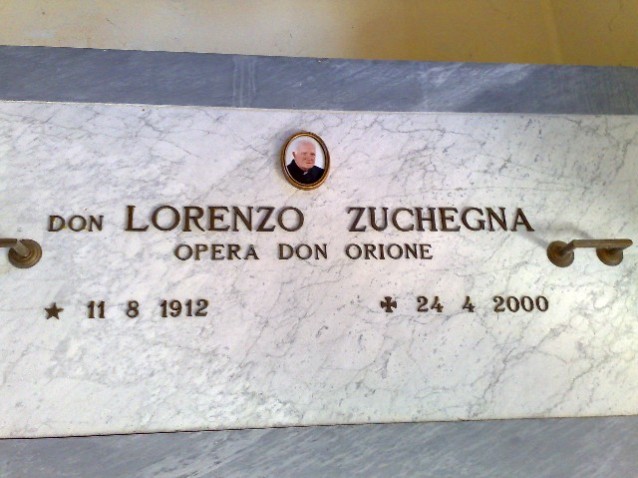 DON LORENZO ZUCHEGNA
OPERA DON ORIONE
★ 11 8 1912 ✠ 24 4 2000